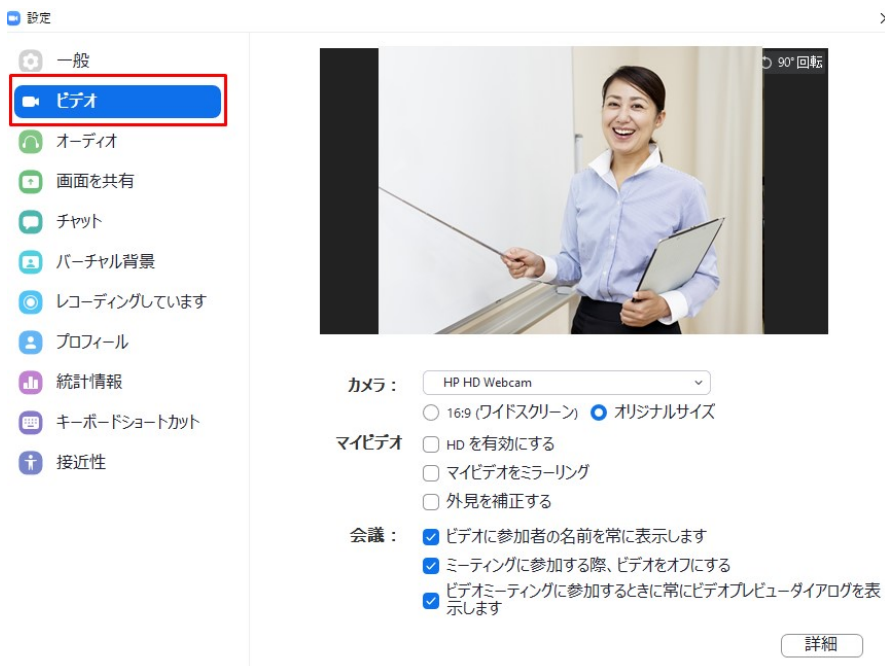 設定
一般
ビデオ
オーディオ
画面を共有
チャット
バーチャル背景
レコーディングしています
プロフィール
統計情報
キーボードショートカット
接近性
90°回転
カメラ：
HP HD Webcam
16:9 (ワイドスクリーン) オリジナルサイズ
マイビデオ
HD を有効にする
マイビデオをミラーリング
外見を補正する
会議：
ビデオに参加者の名前を常に表示します
ミーティングに参加する際、ビデオをオフにする
ビデオミーティングに参加するときに常にビデオプレビューダイアログを表
示します
詳細